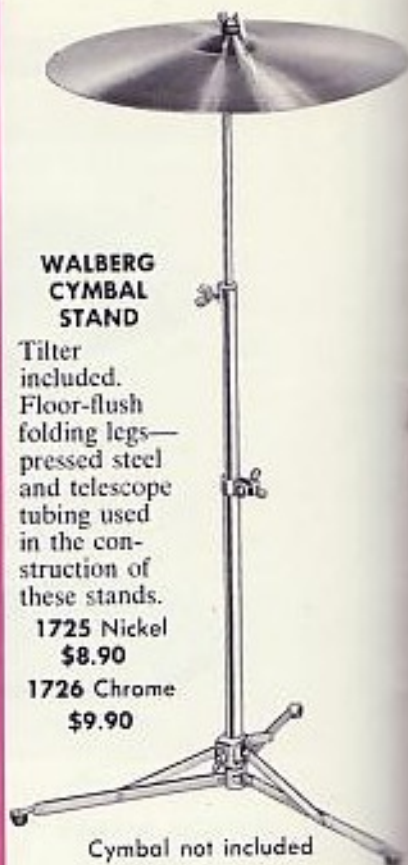 WALBERG
CYMBAL
STAND
Tilter
included.
Floor-flush
folding legs—
pressed steel
and telescope
tubing used
in the con-
struction of
these stands.
1725 Nickel
$8.90
1726 Chrome
$9.90
Cymbal not included